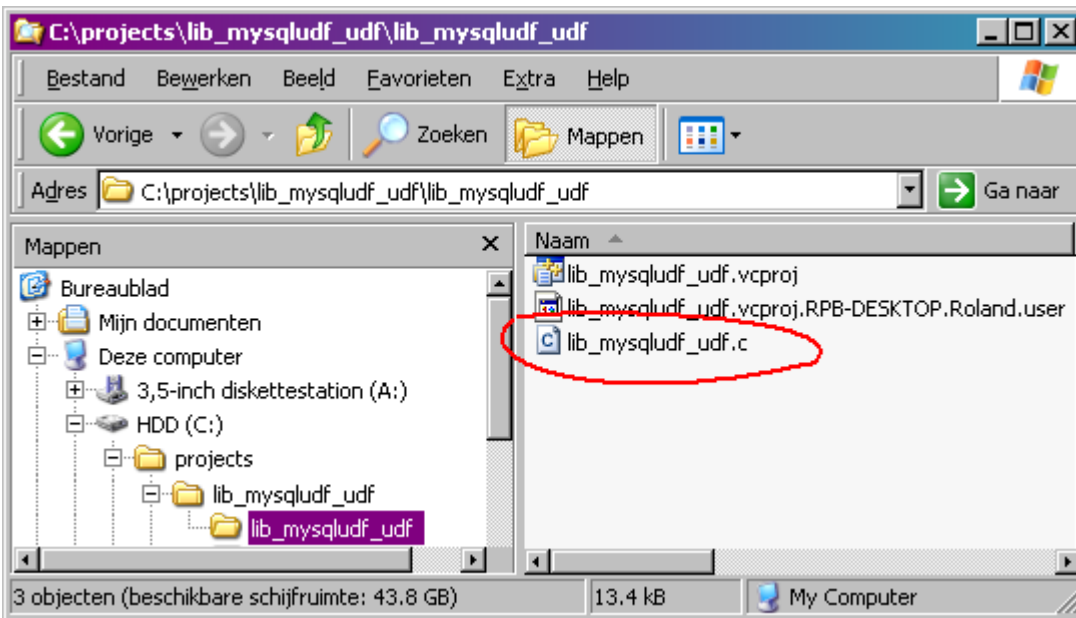 C:\projects\lib_mysqludf_udf\lib_mysqludf_udf
Bestand Bewerken Beeld Favorieten Extra Help
Vorige Zoeken Mappen
Adres C:\projects\lib_mysqludf_udf\lib_mysqludf_udf Ga naar
Mappen
Bureaublad
Mijn documenten
Deze computer
3,5-inch diskettestation (A:)
HDD (C:)
projects
lib_mysqludf_udf
lib_mysqludf_udf
Naam
lib_mysqludf_udf.vcproj
lib_mysqludf_udf.vcproj.RPB-DESKTOP.Roland.user
lib_mysqludf_udf.c
3 objecten (beschikbare schijfruimte: 43.8 GB) 13.4 kB My Computer